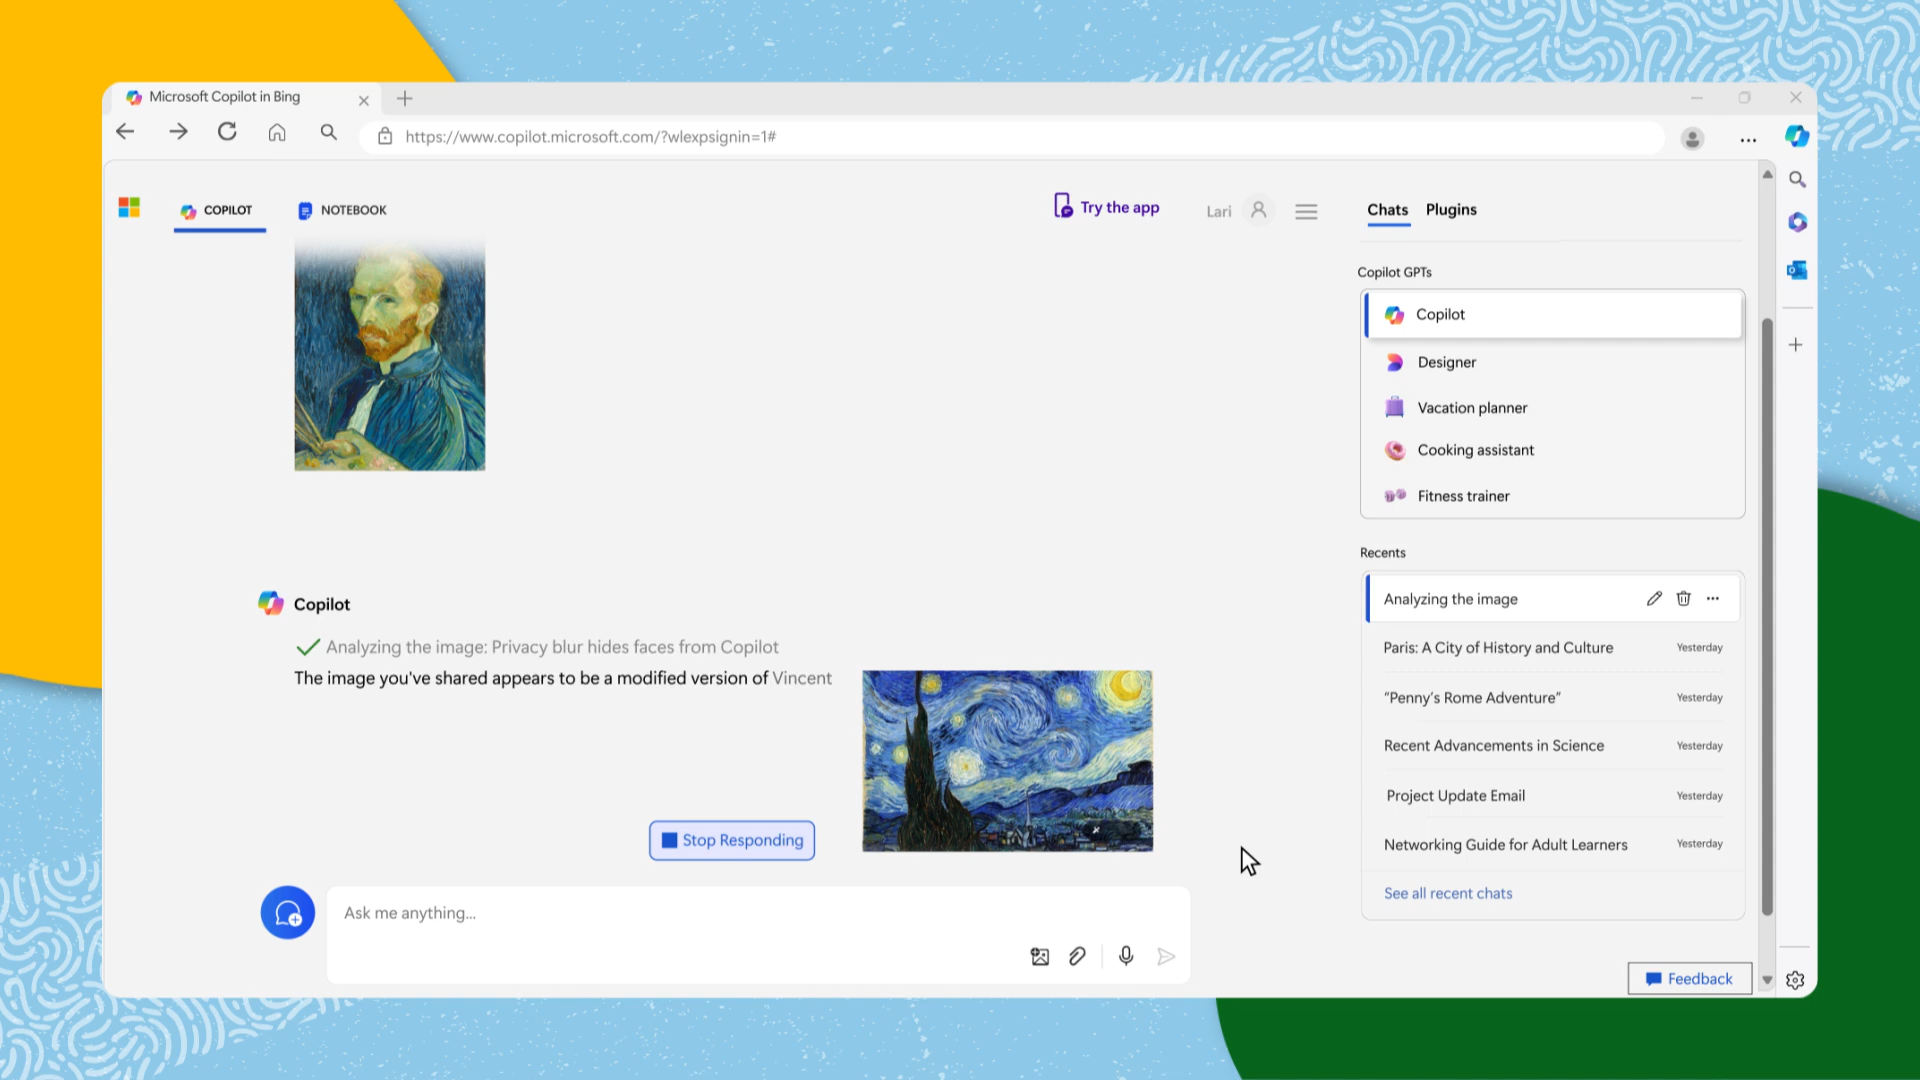 Microsoft Copilot in Bing
https://www.copilot.microsoft.com/?wlexpsignin=1#
COPILOT
NOTEBOOK
Try the app
Lari
Chats
Plugins
Copilot GPTs
Copilot
Designer
Vacation planner
Cooking assistant
Fitness trainer
Recents
Analyzing the image
Paris: A City of History and Culture Yesterday
"Penny's Rome Adventure" Yesterday
Recent Advancements in Science Yesterday
Project Update Email Yesterday
Networking Guide for Adult Learners Yesterday
See all recent chats
Copilot
Analyzing the image: Privacy blur hides faces from Copilot
The image you've shared appears to be a modified version of Vincent
Stop Responding
Ask me anything...
Feedback